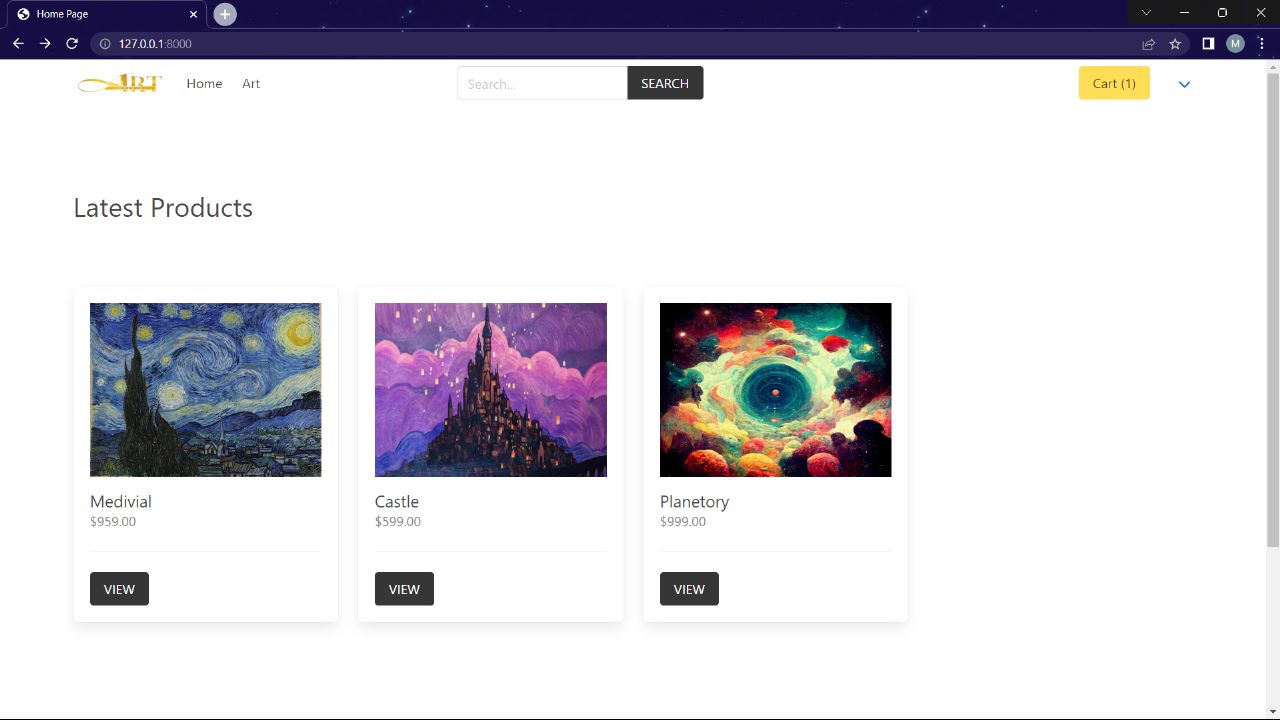 Home Page
127.0.0.1:8000
M
ART
Home
Art
Search...
SEARCH
Cart (1)
Latest Products
Medivial
$959.00
VIEW
Castle
$599.00
VIEW
Planetory
$999.00
VIEW